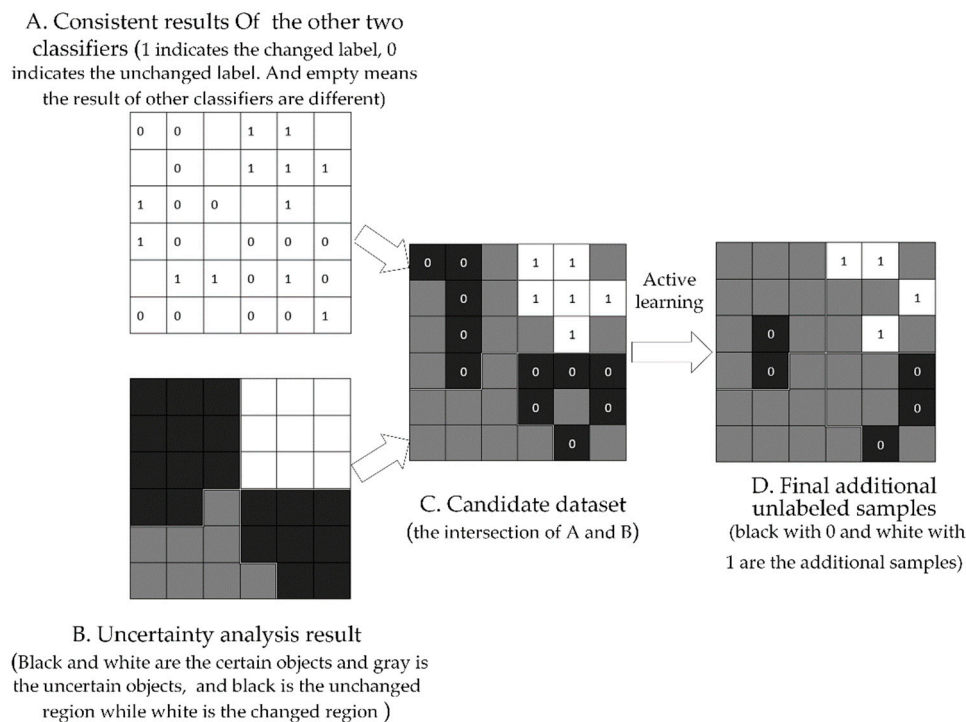 A. Consistent results Of the other two
classifiers (1 indicates the changed label, 0
indicates the unchanged label. And empty means
the result of other classifiers are different)
0 0 1 1
0 1 1 1
1 0 0 1
1 0 0 0 0
1 1 0 1 0
0 0 0 0 1
B. Uncertainty analysis result
(Black and white are the certain objects and gray is
the uncertain objects, and black is the unchanged
region while white is the changed region )
0 0 1 1
0 1 1 1
0 1
0 0 0 0
0 0
0
C. Candidate dataset
(the intersection of A and B)
Active
learning
1 1
1
0 1
0 0
0
0
D. Final additional
unlabeled samples
(black with 0 and white with
1 are the additional samples)